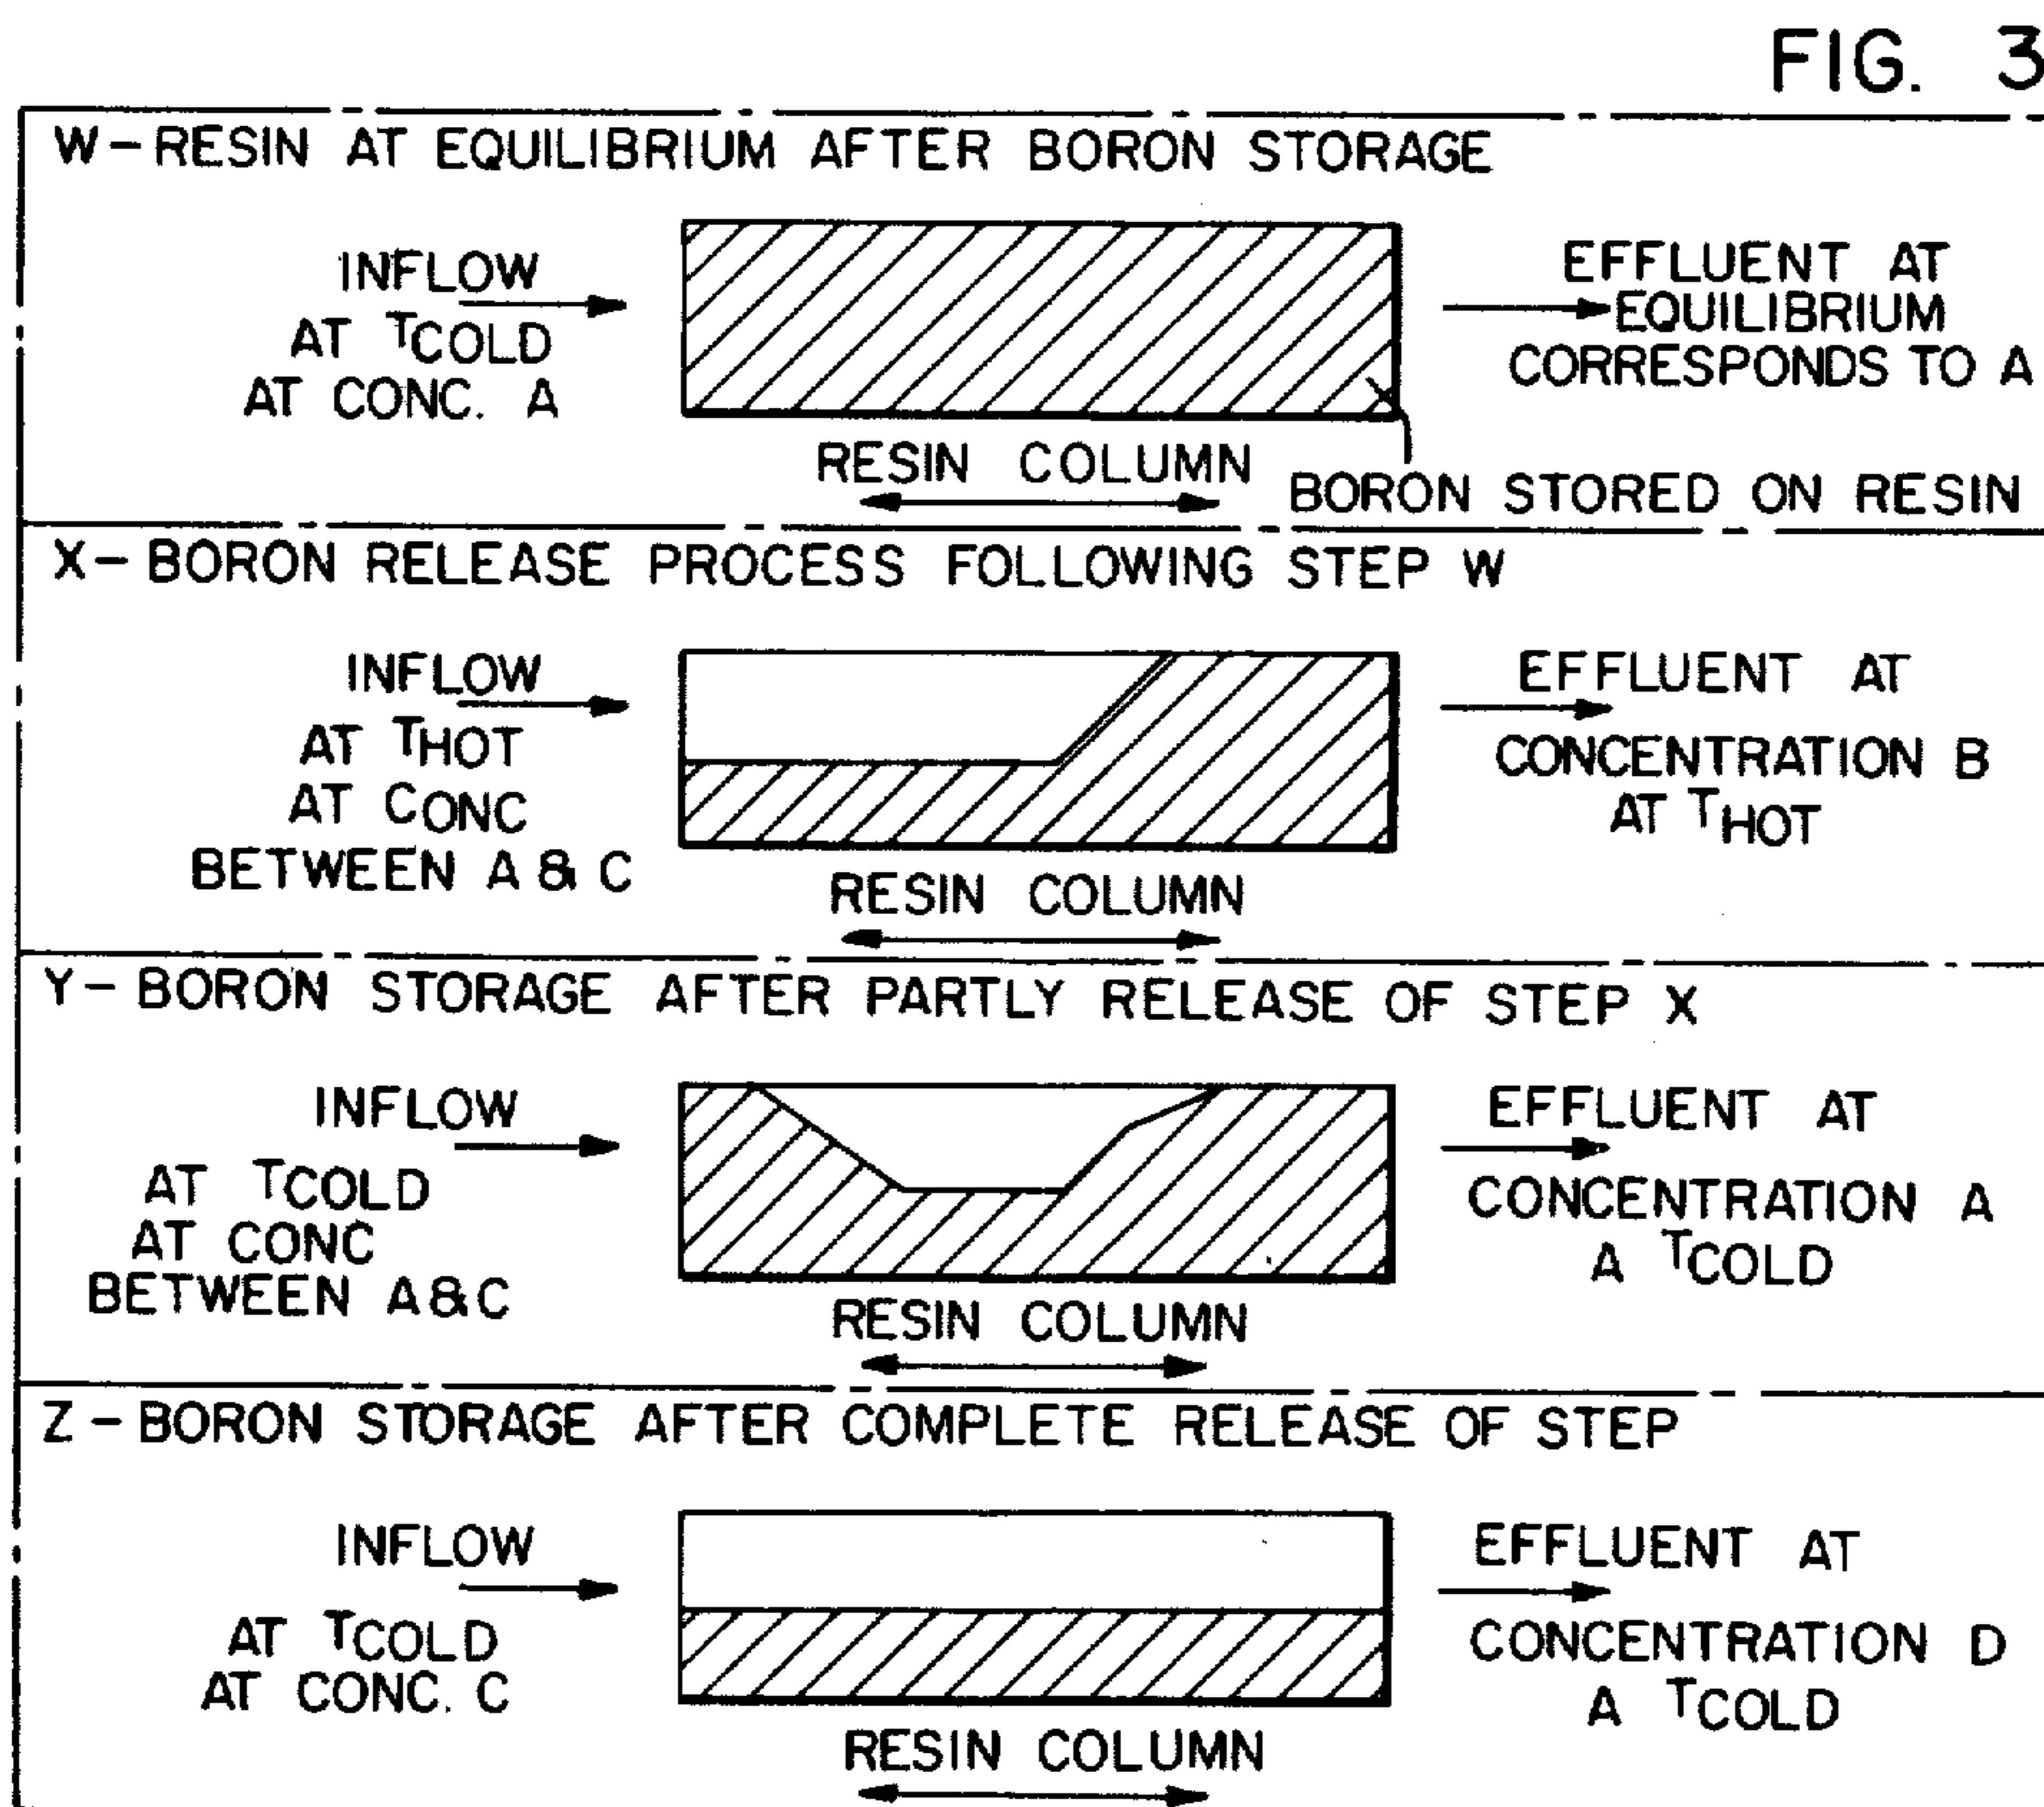 FIG. 3
W-RESIN AT EQUILIBRIUM AFTER BORON STORAGE
INFLOW
AT TCOLD
AT CONC. A
EFFLUENT AT
EQUILIBRIUM
CORRESPONDS TO A
RESIN COLUMN
BORON STORED ON RESIN
X-BORON RELEASE PROCESS FOLLOWING STEP W
INFLOW
AT THOT
AT CONC
BETWEEN A & C
EFFLUENT AT
CONCENTRATION B
AT THOT
RESIN COLUMN
Y-BORON STORAGE AFTER PARTLY RELEASE OF STEP X
INFLOW
AT TCOLD
AT CONC
BETWEEN A&C
EFFLUENT AT
CONCENTRATION A
A TCOLD
RESIN COLUMN
Z-BORON STORAGE AFTER COMPLETE RELEASE OF STEP
INFLOW
AT TCOLD
AT CONC. C
EFFLUENT AT
CONCENTRATION D
A TCOLD
RESIN COLUMN